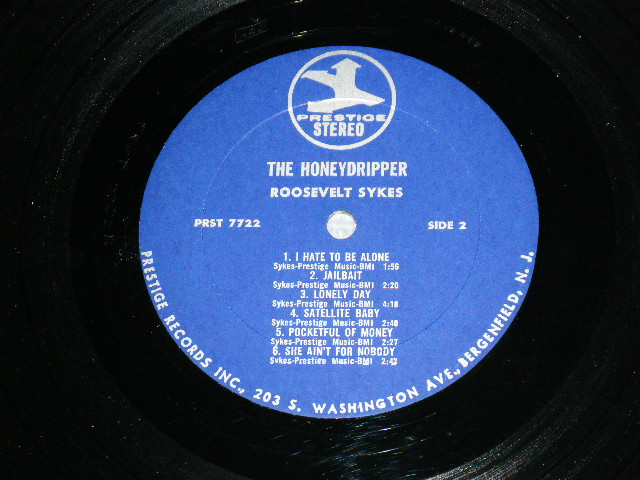 PRESTIGE
STEREO
THE HONEYDRIPPER
ROOSEVELT SYKES
PRST 7722
SIDE 2
1. I HATE TO BE ALONE
Sykes-Prestige Music-BMI 1:56
2. JAILBAIT
Sykes-Prestige Music-BMI 2:20
3. LONELY DAY
Sykes-Prestige Music-BMI 4:18
4. SATELLITE BABY
Sykes-Prestige Music-BMI 2:48
5. POCKETFUL OF MONEY
Sykes-Prestige Music-BMI 2:27
6. SHE AIN'T FOR NOBODY
Sykes-Prestige Music-BMI 2:43
PRESTIGE RECORDS INC., 203 S. WASHINGTON AVE., BERGENFIELD, N. J.